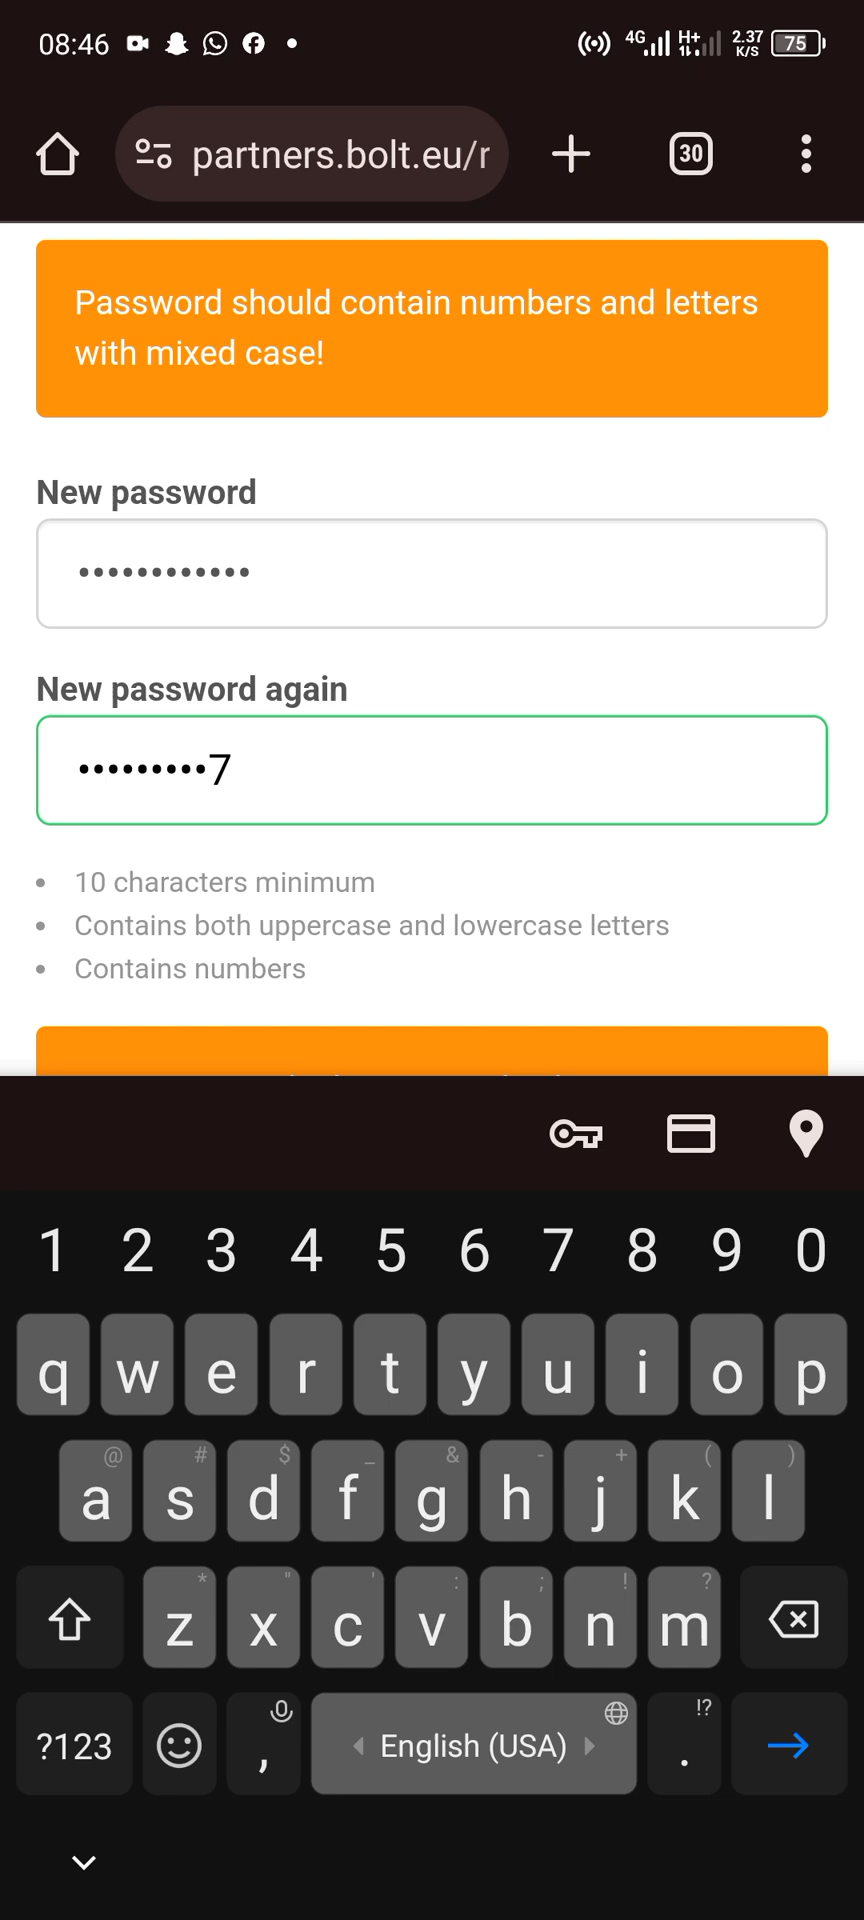 08:46 4G H+ 2.37 K/S 75
partners.bolt.eu/r 30
Password should contain numbers and letters
with mixed case!
New password
••••••••••••
New password again
•••••••••7
• 10 characters minimum
• Contains both uppercase and lowercase letters
• Contains numbers
1 2 3 4 5 6 7 8 9 0
q w e r t y u i o p
@ # $ _ & - + ( )
a s d f g h j k l
* " ' : ; ! ?
z x c v b n m
?123 , English (USA) . !?